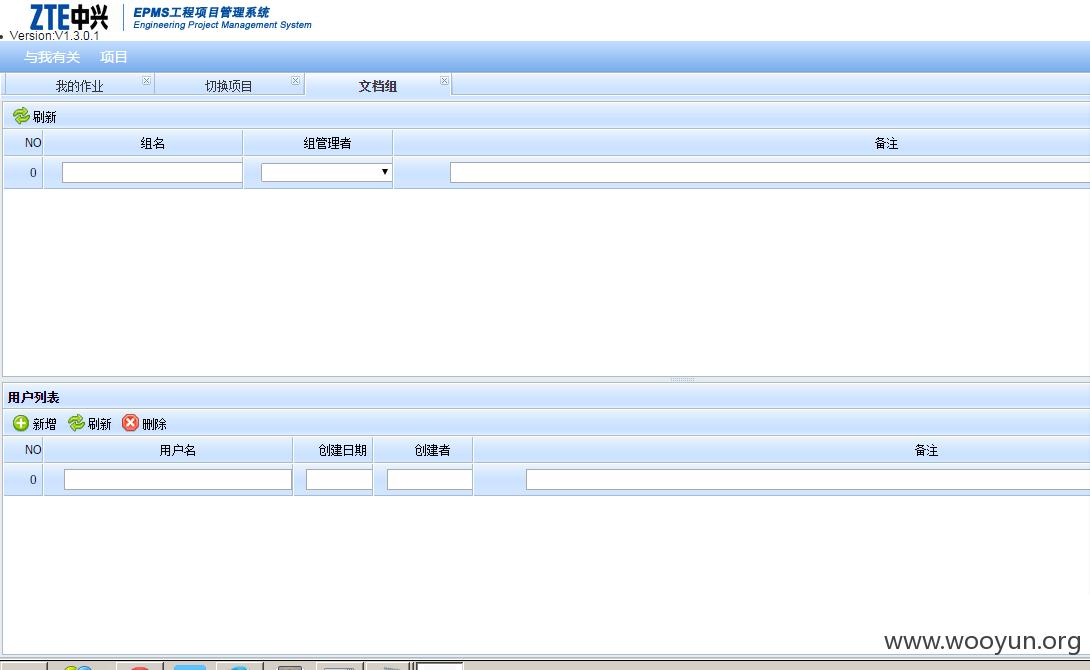 ZTE中兴 EPMS工程项目管理系统
Engineering Project Management System
Version:V1.3.0.1
与我有关 项目
我的作业 切换项目 文档组
刷新
NO 组名 组管理者 备注
0
用户列表
新增 刷新 删除
NO 用户名 创建日期 创建者 备注
0
www.wooyun.org